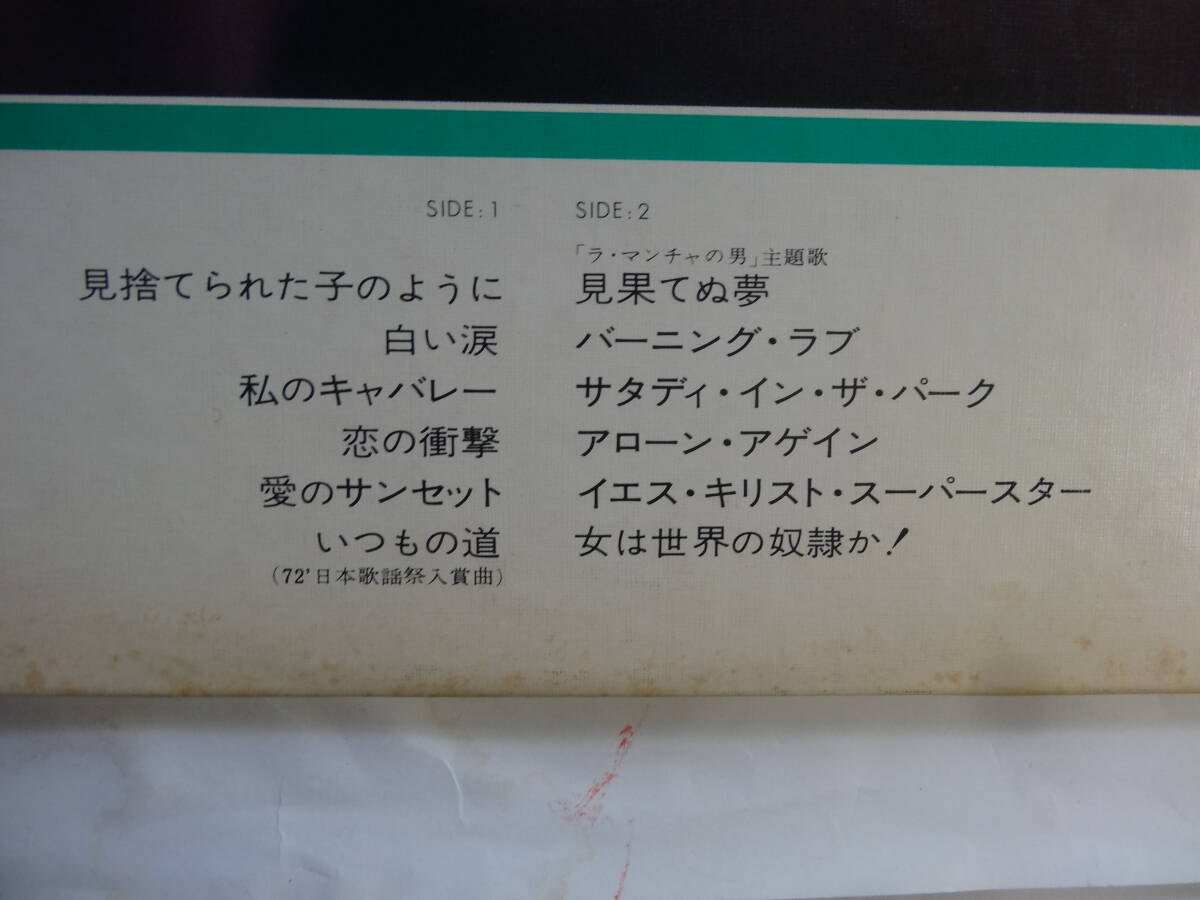 SIDE: 1
見捨てられた子のように
白い涙
私のキャバレー
恋の衝撃
愛のサンセット
いつもの道
(72'日本歌謡祭入賞曲)
SIDE: 2
「ラ・マンチャの男」主題歌
見果てぬ夢
バーニング・ラブ
サタディ・イン・ザ・パーク
アローン・アゲイン
イエス・キリスト・スーパースター
女は世界の奴隷か!